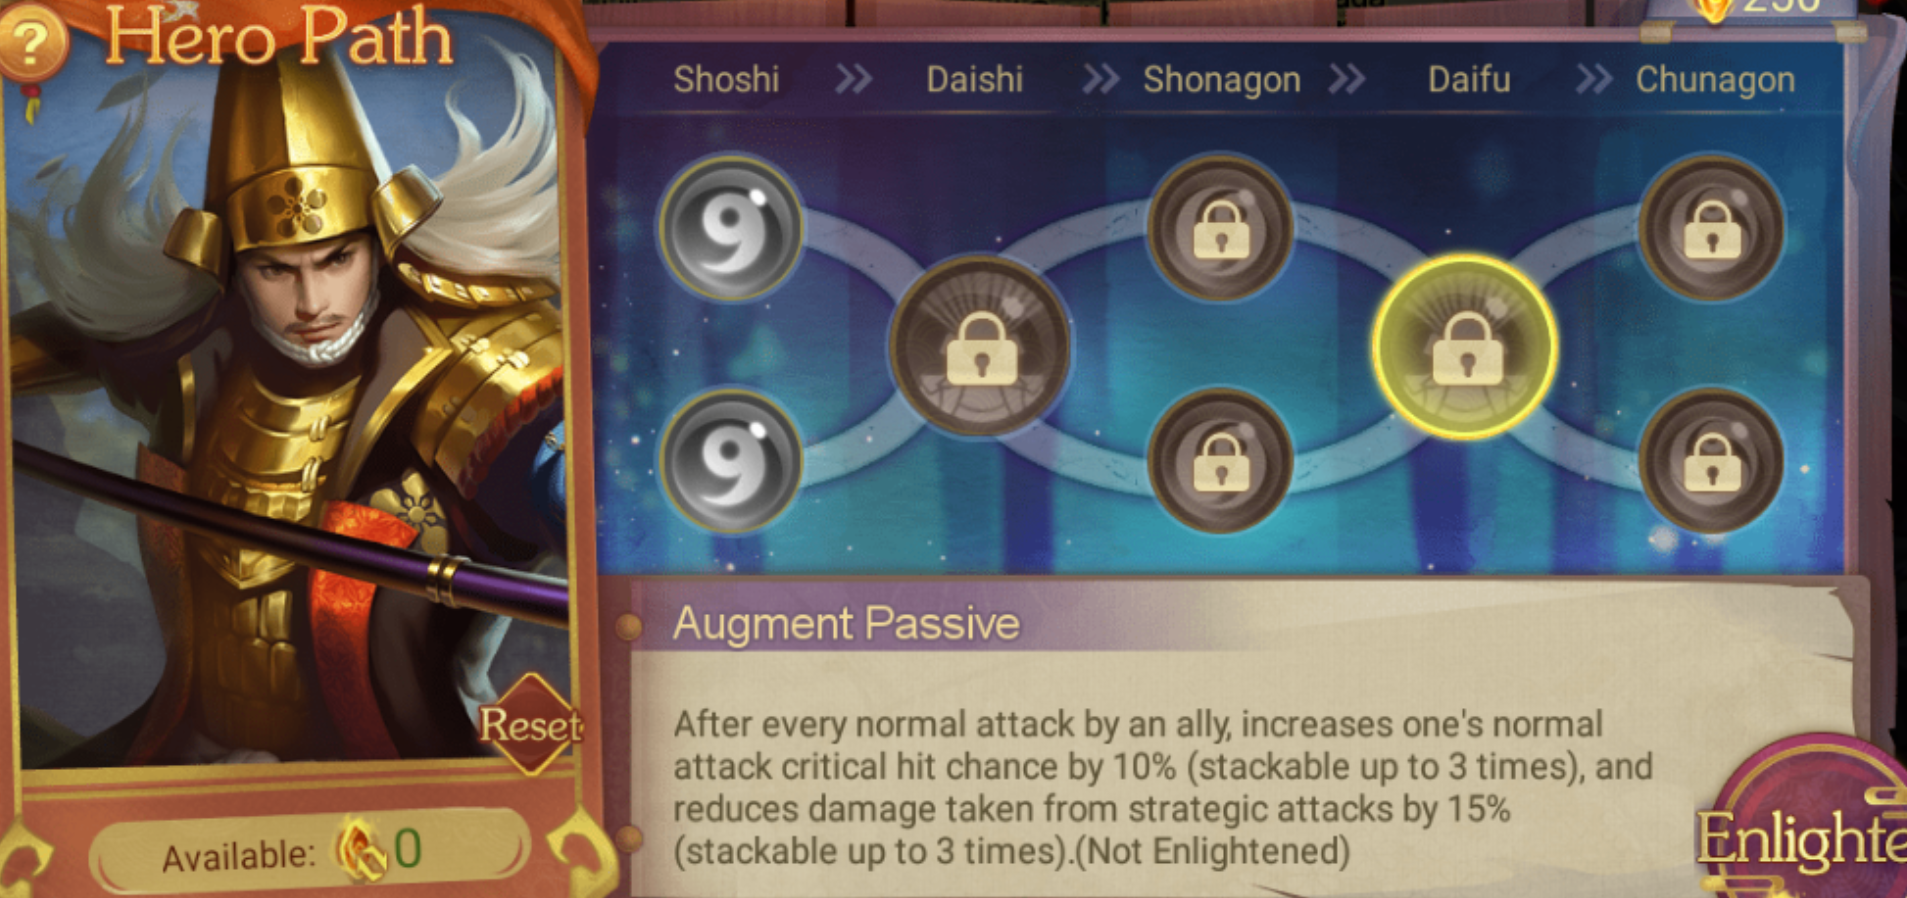 ?
Hero Path
250
Shoshi >> Daishi >> Shonagon >> Daifu >> Chunagon
Augment Passive
Reset
After every normal attack by an ally, increases one's normal
attack critical hit chance by 10% (stackable up to 3 times), and
reduces damage taken from strategic attacks by 15%
(stackable up to 3 times).(Not Enlightened)
Available: 0
Enlighte